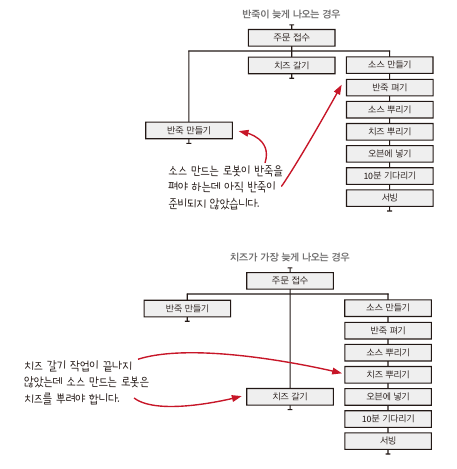 반죽이 늦게 나오는 경우
주문 접수
치즈 갈기
소스 만들기
반죽 펴기
소스 뿌리기
반죽 만들기
치즈 뿌리기
오븐에 넣기
10분 기다리기
서빙
소스 만드는 로봇이 반죽을
펴야 하는데 아직 반죽이
준비되지 않았습니다.
치즈가 가장 늦게 나오는 경우
주문 접수
반죽 만들기
소스 만들기
반죽 펴기
소스 뿌리기
치즈 갈기 작업이 끝나지
않았는데 소스 만드는 로봇은
치즈를 뿌려야 합니다.
치즈 뿌리기
치즈 갈기
오븐에 넣기
10분 기다리기
서빙